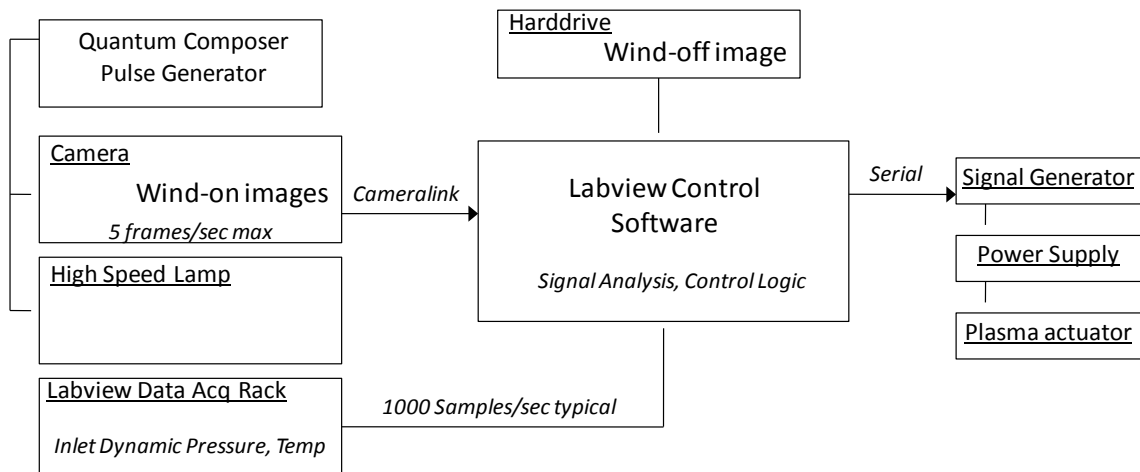 Quantum Composer
Pulse Generator
Harddrive
Wind-off image
Camera
Wind-on images
5 frames/sec max
Cameralink
Labview Control
Software
Signal Analysis, Control Logic
Serial
Signal Generator
Power Supply
Plasma actuator
High Speed Lamp
Labview Data Acq Rack
Inlet Dynamic Pressure, Temp
1000 Samples/sec typical